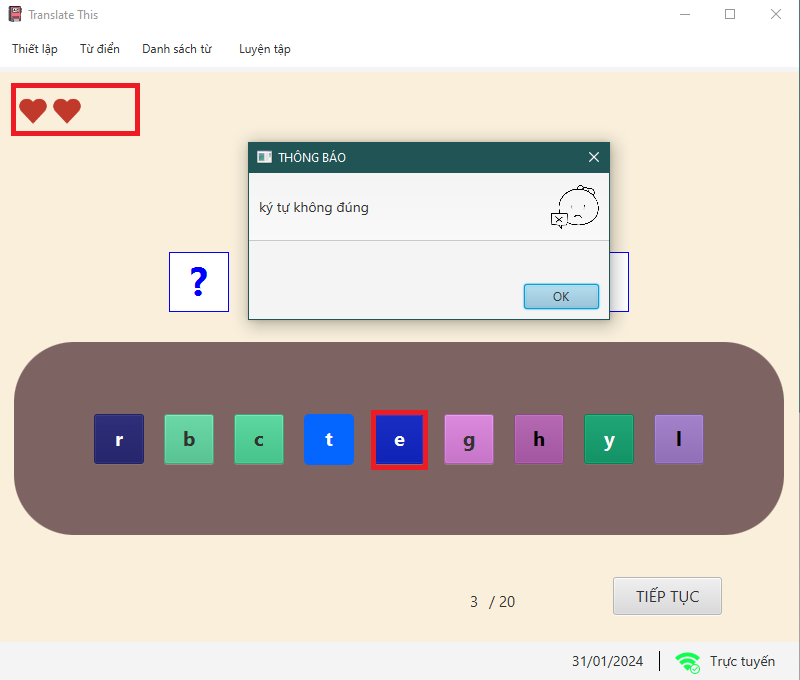 Translate This
Thiết lập Từ điển Danh sách từ Luyện tập
THÔNG BÁO
ký tự không đúng
?
OK
r b c t e g h y l
3 / 20
TIẾP TỤC
31/01/2024 Trực tuyến